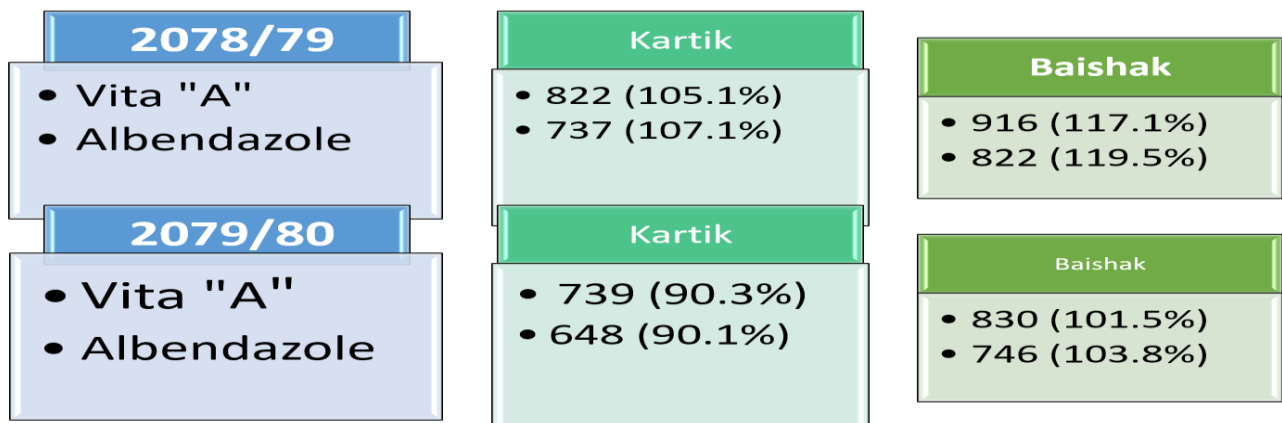 2078/79
• Vita "A"
• Albendazole
Kartik
• 822 (105.1%)
• 737 (107.1%)
Baishak
• 916 (117.1%)
• 822 (119.5%)
2079/80
• Vita "A"
• Albendazole
Kartik
• 739 (90.3%)
• 648 (90.1%)
Baishak
• 830 (101.5%)
• 746 (103.8%)